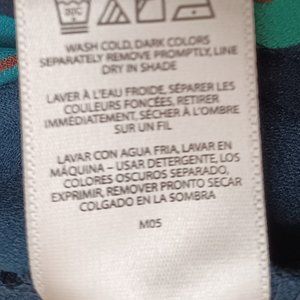 WASH COLD, DARK COLORS
SEPARATELY REMOVE PROMPTLY, LINE
DRY IN SHADE
LAVER À L'EAU FROIDE, SÉPARER LES
COULEURS FONCÉES, RETIRER
IMMÉDIATEMENT, SÉCHER À L'OMBRE
SUR UN FIL
LAVAR CON AGUA FRIA, LAVAR EN
MÁQUINA – USAR DETERGENTE, LOS
COLORES OSCUROS SEPARADO,
EXPRIMIR, REMOVER PRONTO SECAR
COLGADO EN LA SOMBRA
M05